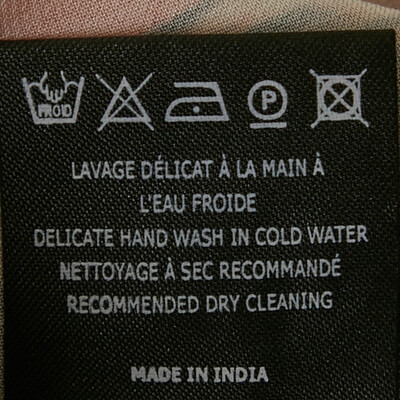 FROID
P
LAVAGE DÉLICAT À LA MAIN À
L'EAU FROIDE
DELICATE HAND WASH IN COLD WATER
NETTOYAGE À SEC RECOMMANDÉ
RECOMMENDED DRY CLEANING
MADE IN INDIA